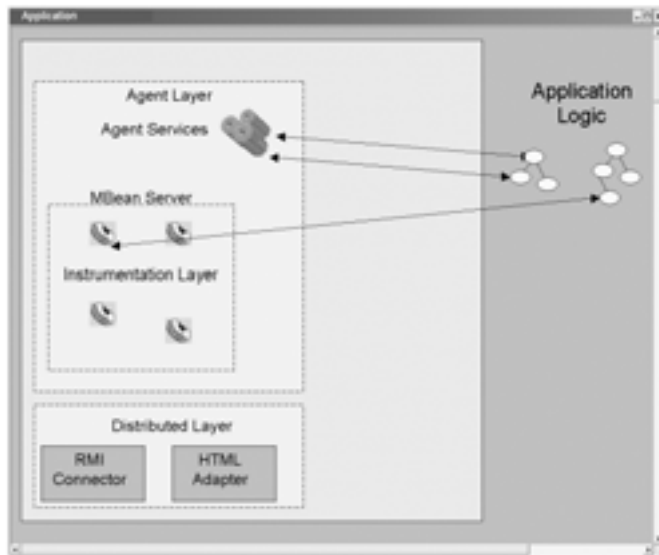 Application
Agent Layer
Agent Services
Application
Logic
MBean Server
Instrumentation Layer
Distributed Layer
RMI
Connector
HTML
Adapter